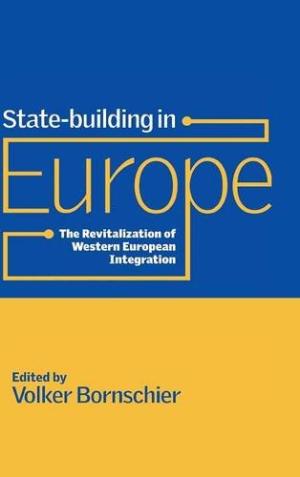 State-building in
Europe
The Revitalization of
Western European
Integration
Edited by
Volker Bornschier